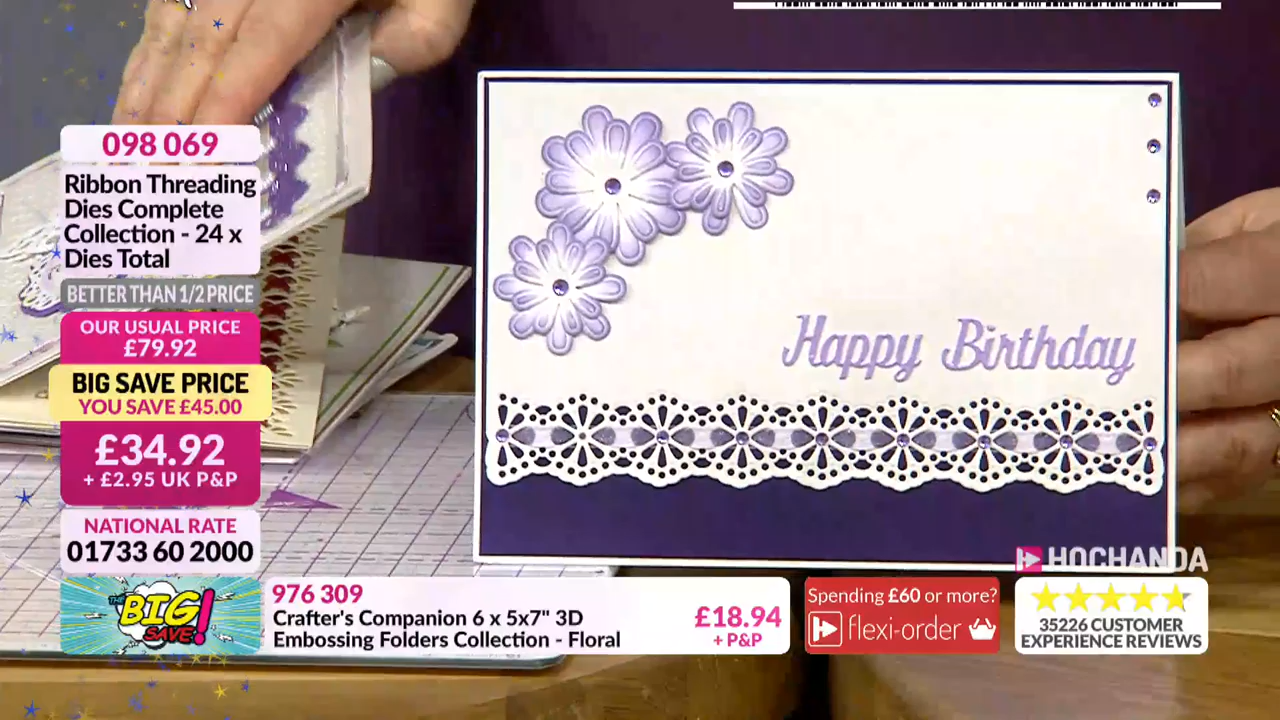 098 069
Ribbon Threading
Dies Complete
Collection - 24 x
Dies Total
BETTER THAN 1/2 PRICE
OUR USUAL PRICE
£79.92
BIG SAVE PRICE
YOU SAVE £45.00
£34.92
+ £2.95 UK P&P
NATIONAL RATE
01733 60 2000
Happy Birthday
HOCHANDA
THE BIG SAVE!
976 309
Crafter's Companion 6 x 5x7" 3D
Embossing Folders Collection - Floral
£18.94
+ P&P
Spending £60 or more?
flexi-order
35226 CUSTOMER
EXPERIENCE REVIEWS